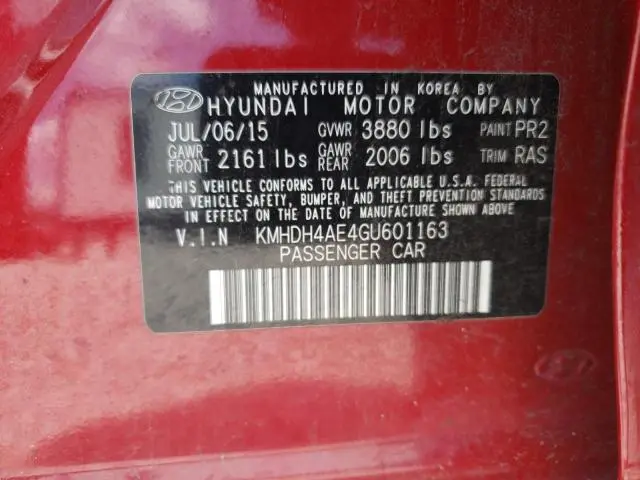 MANUFACTURED IN KOREA BY
HYUNDAI MOTOR COMPANY
JUL/06/15 GVWR 3880 lbs PAINT PR2
GAWR FRONT 2161 lbs GAWR REAR 2006 lbs TRIM RAS
THIS VEHICLE CONFORMS TO ALL APPLICABLE U.S.A. FEDERAL
MOTOR VEHICLE SAFETY, BUMPER, AND THEFT PREVENTION STANDARDS
IN EFFECT ON THE DATE OF MANUFACTURE SHOWN ABOVE.
V.I.N KMHDH4AE4GU601163
PASSENGER CAR